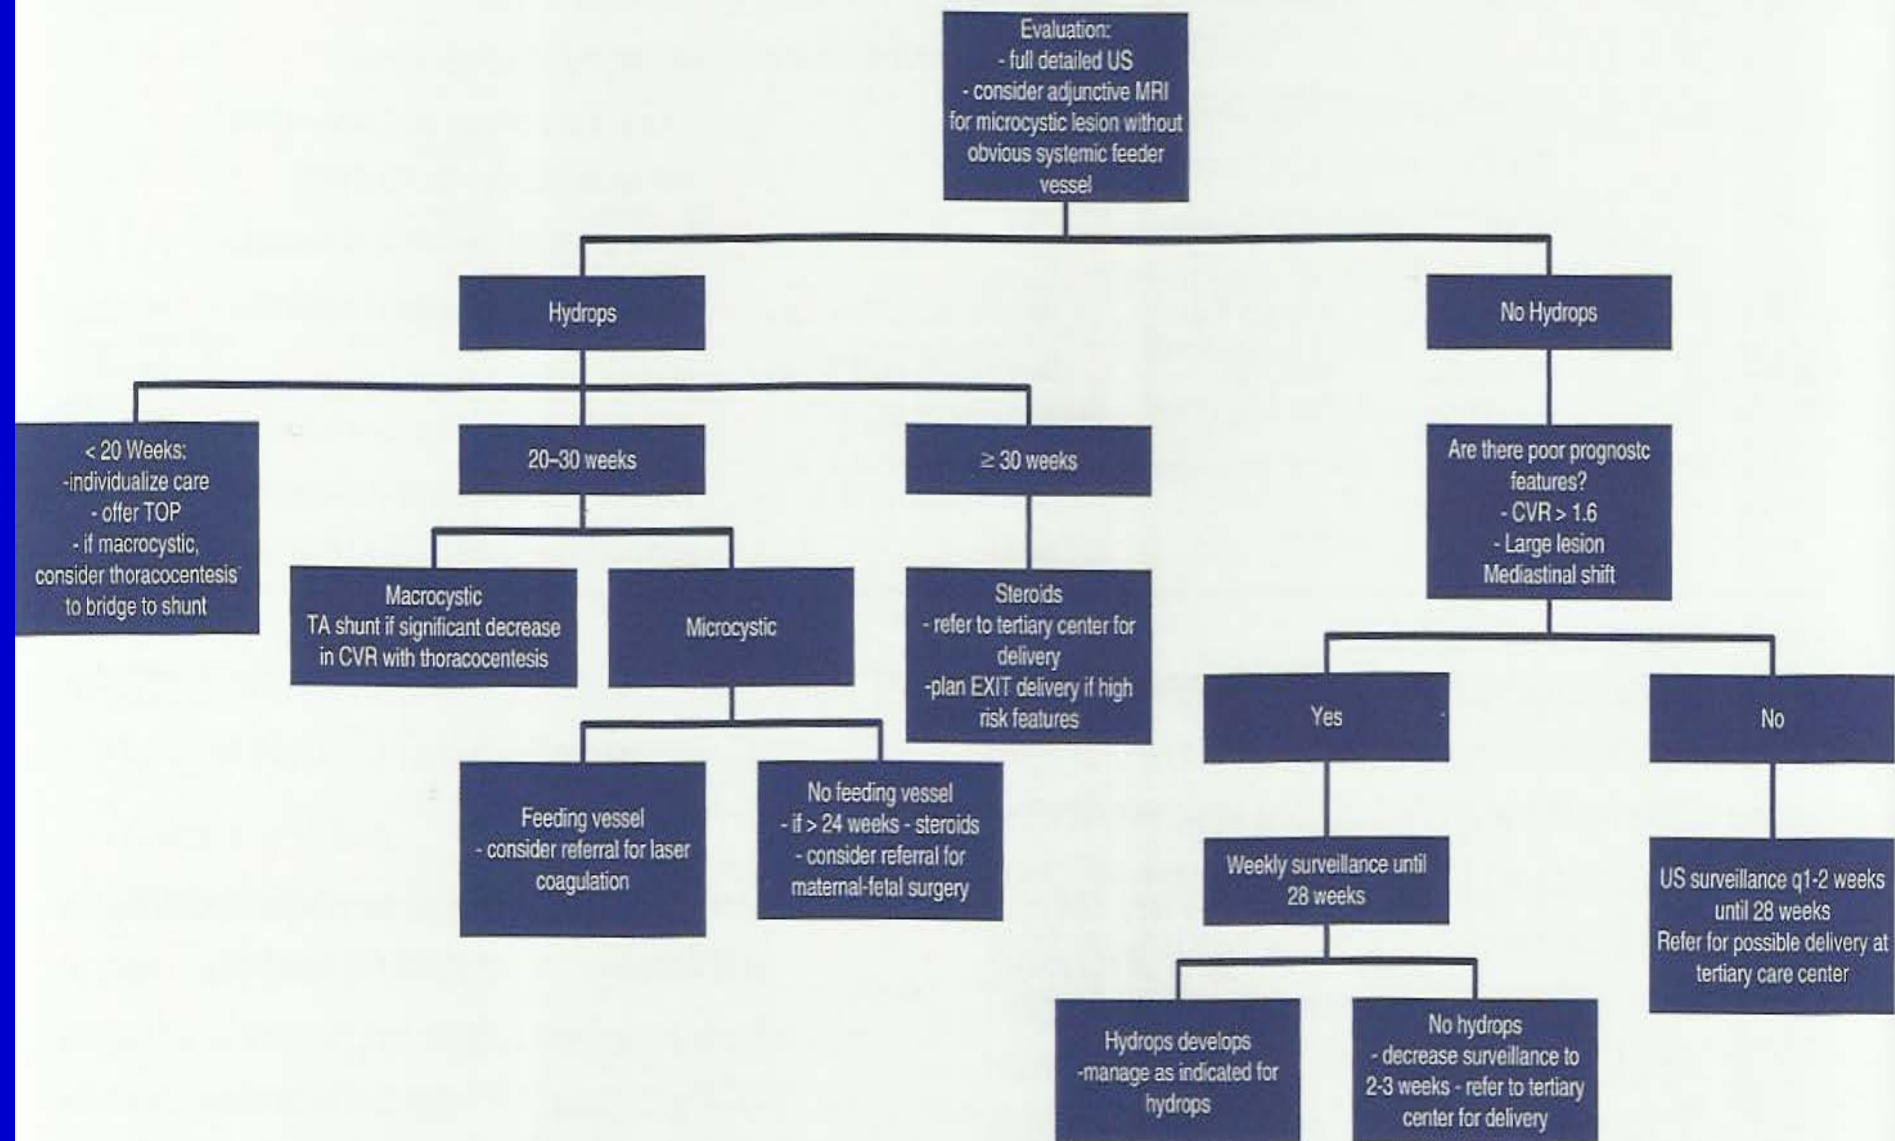 Evaluation:
- full detailed US
- consider adjunctive MRI
for microcystic lesion without
obvious systemic feeder
vessel
Hydrops
No Hydrops
< 20 Weeks:
-individualize care
- offer TOP
- if macrocystic,
consider thoracocentesis
to bridge to shunt
20–30 weeks
≥ 30 weeks
Are there poor prognostc
features?
- CVR > 1.6
- Large lesion
Mediastinal shift
Macrocystic
TA shunt if significant decrease
in CVR with thoracocentesis
Microcystic
Steroids
- refer to tertiary center for
delivery
-plan EXIT delivery if high
risk features
Yes
No
Feeding vessel
- consider referral for laser
coagulation
No feeding vessel
- if > 24 weeks - steroids
- consider referral for
maternal-fetal surgery
Weekly surveillance until
28 weeks
US surveillance q1-2 weeks
until 28 weeks
Refer for possible delivery at
tertiary care center
Hydrops develops
-manage as indicated for
hydrops
No hydrops
- decrease surveillance to
2-3 weeks - refer to tertiary
center for delivery